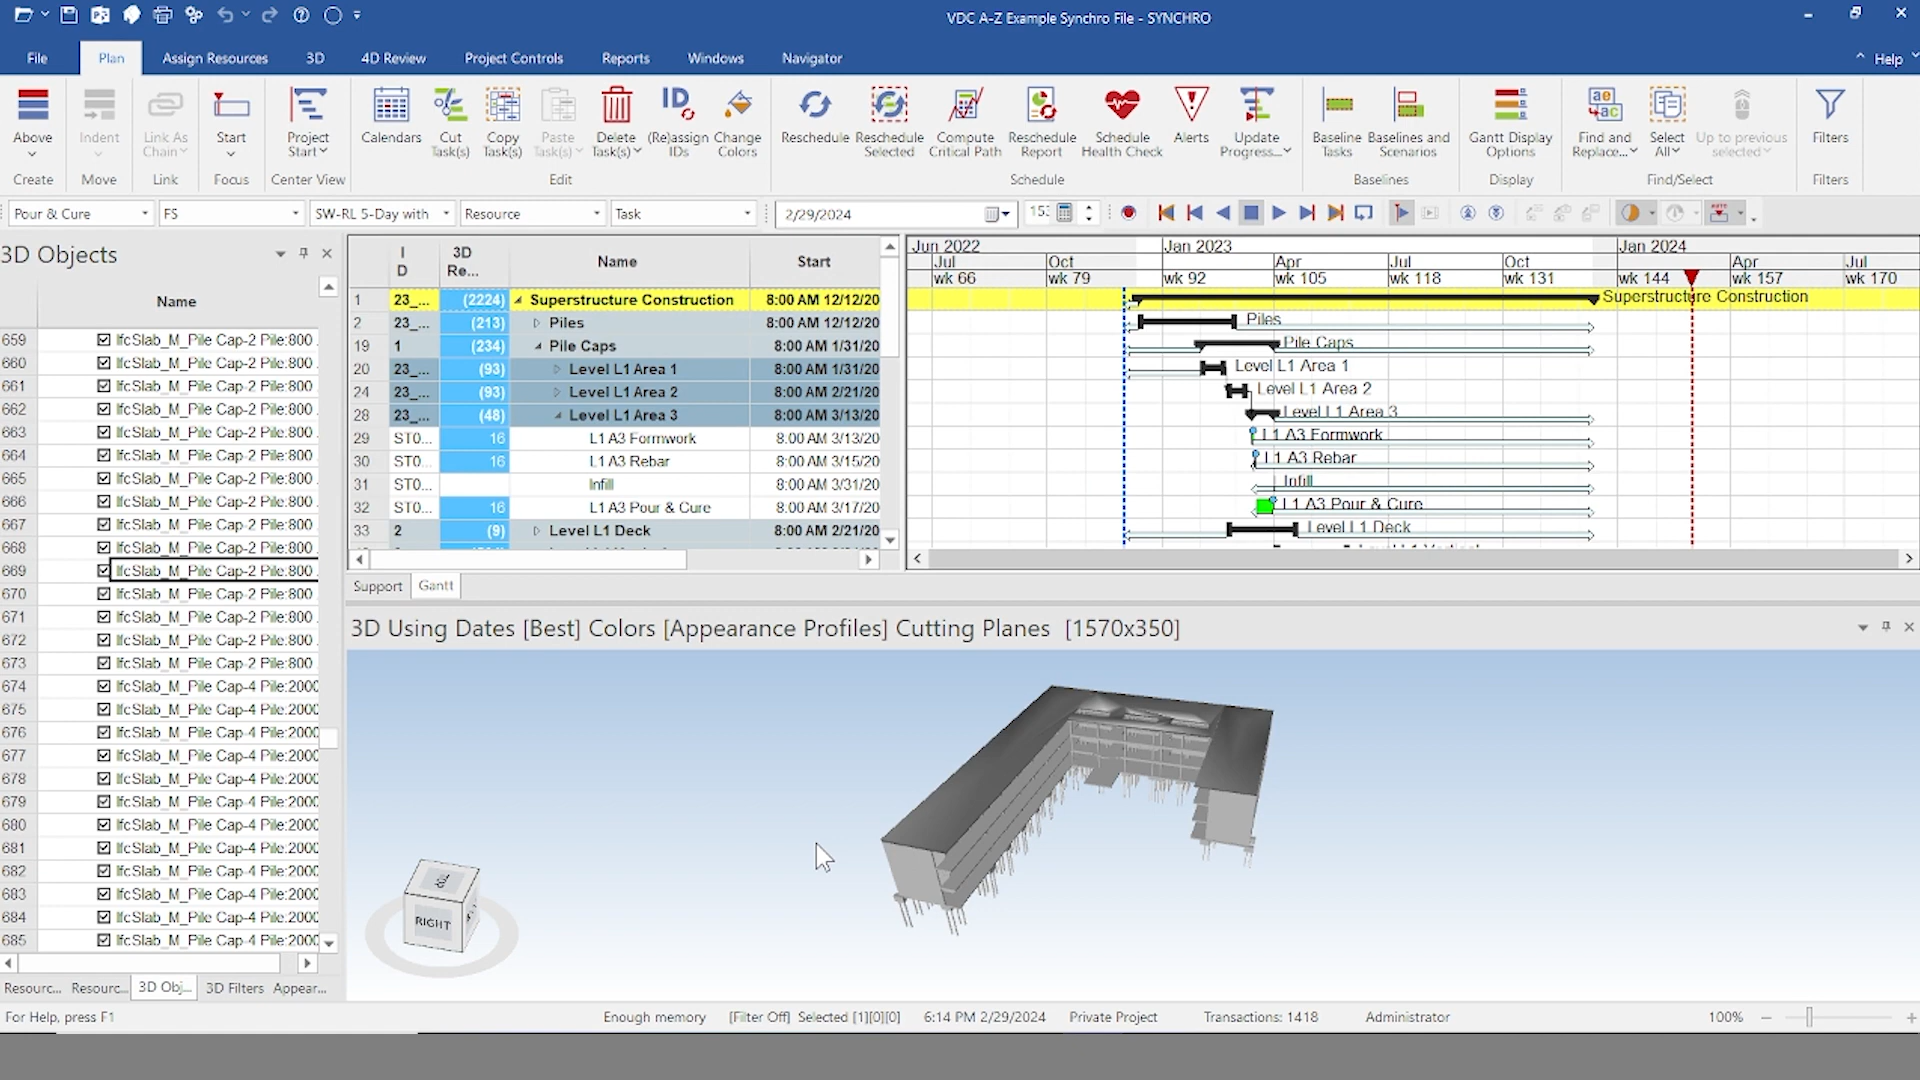 VDC A-Z Example Synchro File - SYNCHRO
File Plan Assign Resources 3D 4D Review Project Controls Reports Windows Navigator Help
Above Indent Link As Chain Start Project Start Calendars Cut Task(s) Copy Task(s) Paste Task(s) Delete Task(s) (Re)assign IDs Change Colors Reschedule Reschedule Selected Compute Critical Path Reschedule Report Schedule Health Check Alerts Update Progress... Baseline Tasks Baselines and Scenarios Gantt Display Options Find and Replace... Select All Up to previous selected Filters
Create Move Link Focus Center View Edit Schedule Baselines Display Find/Select Filters
Pour & Cure FS SW-RL 5-Day with Resource Task 2/29/2024
3D Objects
Name
659 IfcSlab_M_Pile Cap-2 Pile:800
660 IfcSlab_M_Pile Cap-2 Pile:800
661 IfcSlab_M_Pile Cap-2 Pile:800
662 IfcSlab_M_Pile Cap-2 Pile:800
663 IfcSlab_M_Pile Cap-2 Pile:800
664 IfcSlab_M_Pile Cap-2 Pile:800
665 IfcSlab_M_Pile Cap-2 Pile:800
666 IfcSlab_M_Pile Cap-2 Pile:800
667 IfcSlab_M_Pile Cap-2 Pile:800
668 IfcSlab_M_Pile Cap-2 Pile:800
669 IfcSlab_M_Pile Cap-2 Pile:800
670 IfcSlab_M_Pile Cap-2 Pile:800
671 IfcSlab_M_Pile Cap-2 Pile:800
672 IfcSlab_M_Pile Cap-2 Pile:800
673 IfcSlab_M_Pile Cap-2 Pile:800
674 IfcSlab_M_Pile Cap-4 Pile:2000
675 IfcSlab_M_Pile Cap-4 Pile:2000
676 IfcSlab_M_Pile Cap-4 Pile:2000
677 IfcSlab_M_Pile Cap-4 Pile:2000
678 IfcSlab_M_Pile Cap-4 Pile:2000
679 IfcSlab_M_Pile Cap-4 Pile:2000
680 IfcSlab_M_Pile Cap-4 Pile:2000
681 IfcSlab_M_Pile Cap-4 Pile:2000
682 IfcSlab_M_Pile Cap-4 Pile:2000
683 IfcSlab_M_Pile Cap-4 Pile:2000
684 IfcSlab_M_Pile Cap-4 Pile:2000
685 IfcSlab_M_Pile Cap-4 Pile:2000
Resourc... Resourc... 3D Obj... 3D Filters Appear...
ID 3D Re... Name Start
1 23_... (2224) Superstructure Construction 8:00 AM 12/12/20
2 23_... (213) Piles 8:00 AM 12/12/20
19 1 (234) Pile Caps 8:00 AM 1/31/20
20 23_... (93) Level L1 Area 1 8:00 AM 1/31/20
24 23_... (93) Level L1 Area 2 8:00 AM 2/21/20
28 23_... (48) Level L1 Area 3 8:00 AM 3/13/20
29 ST0... 16 L1 A3 Formwork 8:00 AM 3/13/20
30 ST0... 16 L1 A3 Rebar 8:00 AM 3/15/20
31 ST0... Infill 8:00 AM 3/31/20
32 ST0... 16 L1 A3 Pour & Cure 8:00 AM 3/17/20
33 2 (9) Level L1 Deck 8:00 AM 2/21/20
Support Gantt
Jun 2022 Jan 2023 Jan 2024
Jul Oct Apr Jul Oct Apr Jul
wk 66 wk 79 wk 92 wk 105 wk 118 wk 131 wk 144 wk 157 wk 170
Superstructure Construction
Piles
Pile Caps
Level L1 Area 1
Level L1 Area 2
Level L1 Area 3
L1 A3 Formwork
L1 A3 Rebar
Infill
L1 A3 Pour & Cure
Level L1 Deck
3D Using Dates [Best] Colors [Appearance Profiles] Cutting Planes [1570x350]
RIGHT
For Help, press F1 Enough memory [Filter Off] Selected [1][0][0] 6:14 PM 2/29/2024 Private Project Transactions: 1418 Administrator 100%